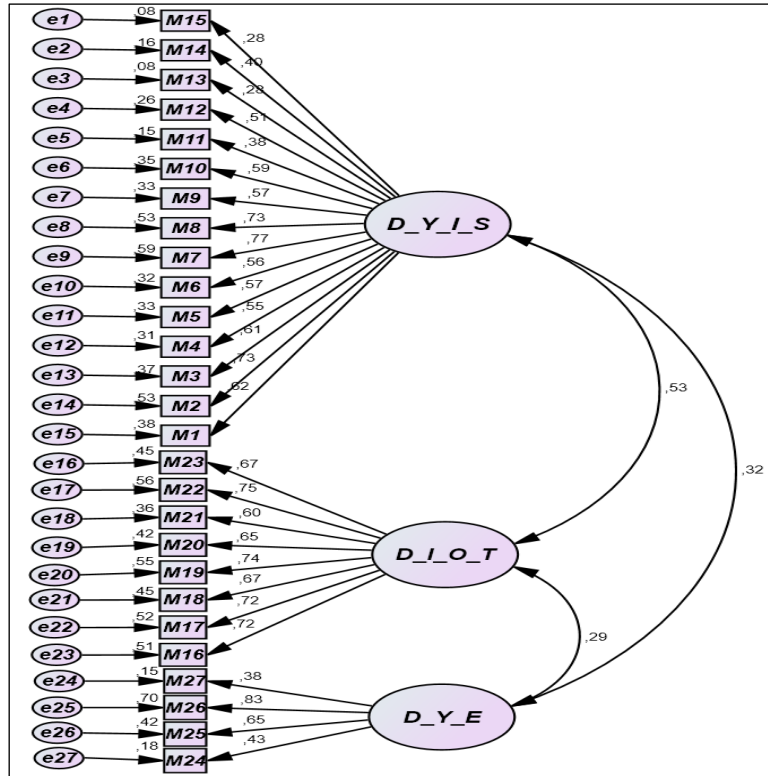 e1 ,08 M15 ,28
e2 ,16 M14 ,40
e3 ,08 M13 ,28
e4 ,26 M12 ,51
e5 ,15 M11 ,38
e6 ,35 M10 ,59
e7 ,33 M9 ,57
e8 ,53 M8 ,73
D_Y_I_S
e9 ,59 M7 ,77
e10 ,32 M6 ,56
e11 ,33 M5 ,57
e12 ,31 M4 ,55
e13 ,37 M3 ,61
e14 ,53 M2 ,73
e15 ,38 M1 ,62
,53
,32
e16 ,45 M23 ,67
e17 ,56 M22 ,75
e18 ,36 M21 ,60
e19 ,42 M20 ,65
D_I_O_T
e20 ,55 M19 ,74
e21 ,45 M18 ,67
e22 ,52 M17 ,72
e23 ,51 M16 ,72
,29
e24 ,15 M27 ,38
e25 ,70 M26 ,83
D_Y_E
e26 ,42 M25 ,65
e27 ,18 M24 ,43